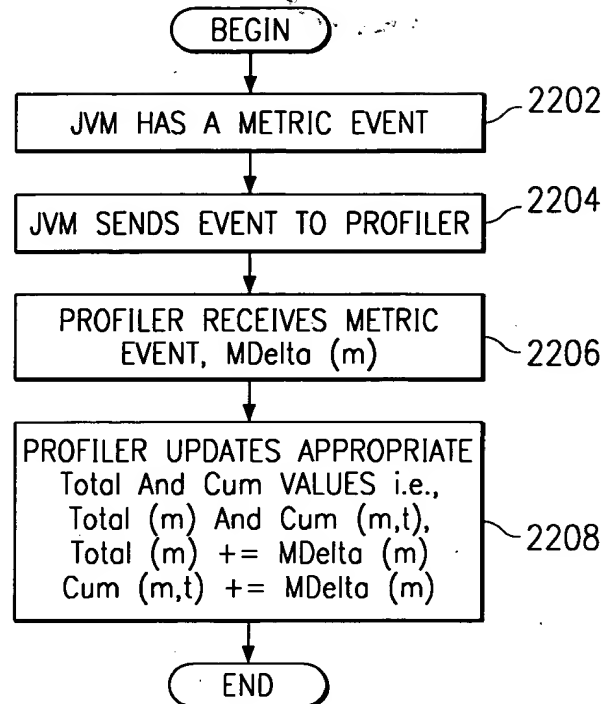 BEGIN
JVM HAS A METRIC EVENT
2202
JVM SENDS EVENT TO PROFILER
2204
PROFILER RECEIVES METRIC
EVENT, MDelta (m)
2206
PROFILER UPDATES APPROPRIATE
Total And Cum VALUES i.e.,
Total (m) And Cum (m,t),
Total (m) += MDelta (m)
Cum (m,t) += MDelta (m)
2208
END